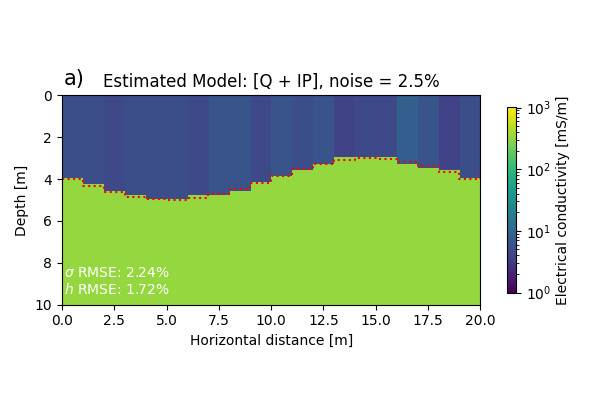 a)
Estimated Model: [Q + IP], noise = 2.5%
0
2
4
6
8
10
Depth [m]
σ RMSE: 2.24%
h RMSE: 1.72%
0.0 2.5 5.0 7.5 10.0 12.5 15.0 17.5 20.0
Horizontal distance [m]
10³
10²
10¹
10⁰
Electrical conductivity [mS/m]